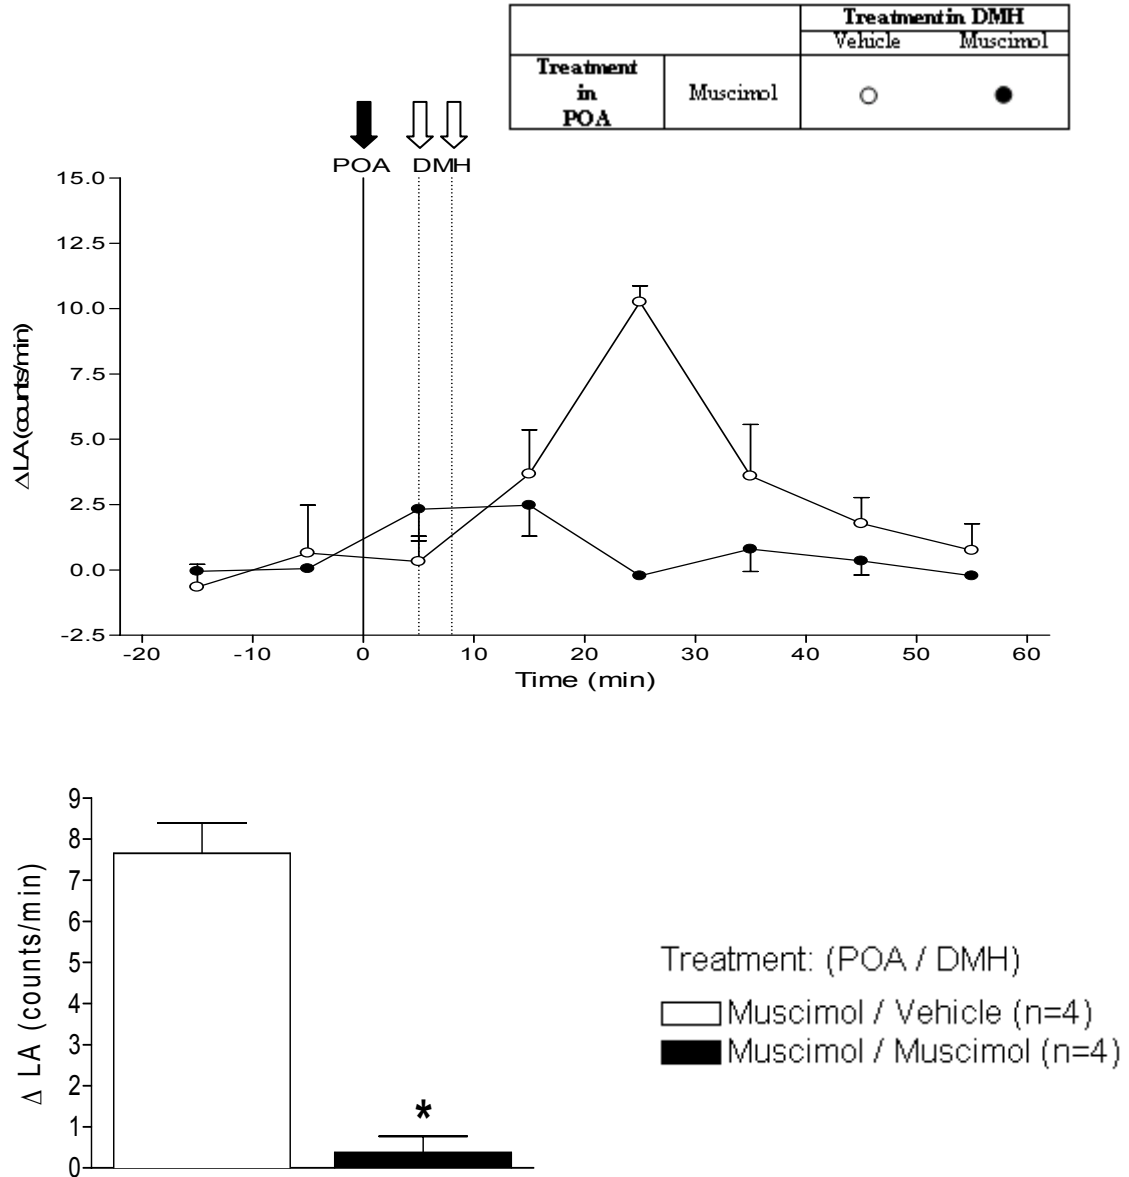 Treatment in DMH
Vehicle Muscimol
Treatment
in
POA
Muscimol
POA DMH
15.0
12.5
10.0
7.5
5.0
2.5
0.0
-2.5
ΔLA (counts/min)
-20 -10 0 10 20 30 40 50 60
Time (min)
9
8
7
6
5
4
3
2
1
0
Δ LA (counts/min)
*
Treatment: (POA / DMH)
Muscimol / Vehicle (n=4)
Muscimol / Muscimol (n=4)